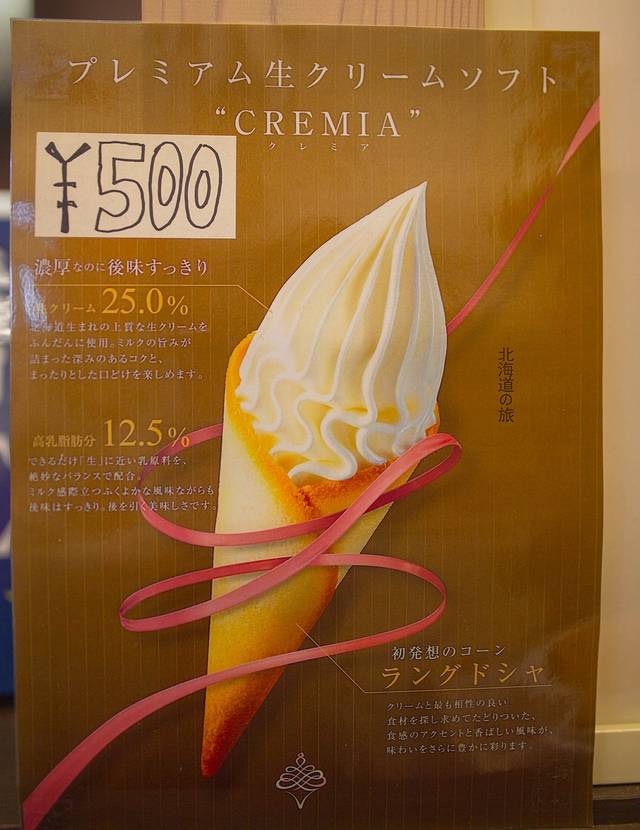 プレミアム生クリームソフト
“CREMIA”
クレミア
¥500
濃厚なのに後味すっきり
生クリーム 25.0%
北海道生まれの上質な生クリームを
ふんだんに使用。ミルクの旨みが
詰まった深みのあるコクと、
まったりとした口どけを楽しめます。
北海道の旅
高乳脂肪分 12.5%
できるだけ「生」に近い乳原料を、
絶妙なバランスで配合。
ミルク感際立つふくよかな風味ながらも
後味はすっきり。後を引く美味しさです。
初発想のコーン
ラングドシャ
クリームと最も相性の良い
食材を探し求めてたどりついた、
食感のアクセントと香ばしい風味が、
味わいをさらに豊かに彩ります。